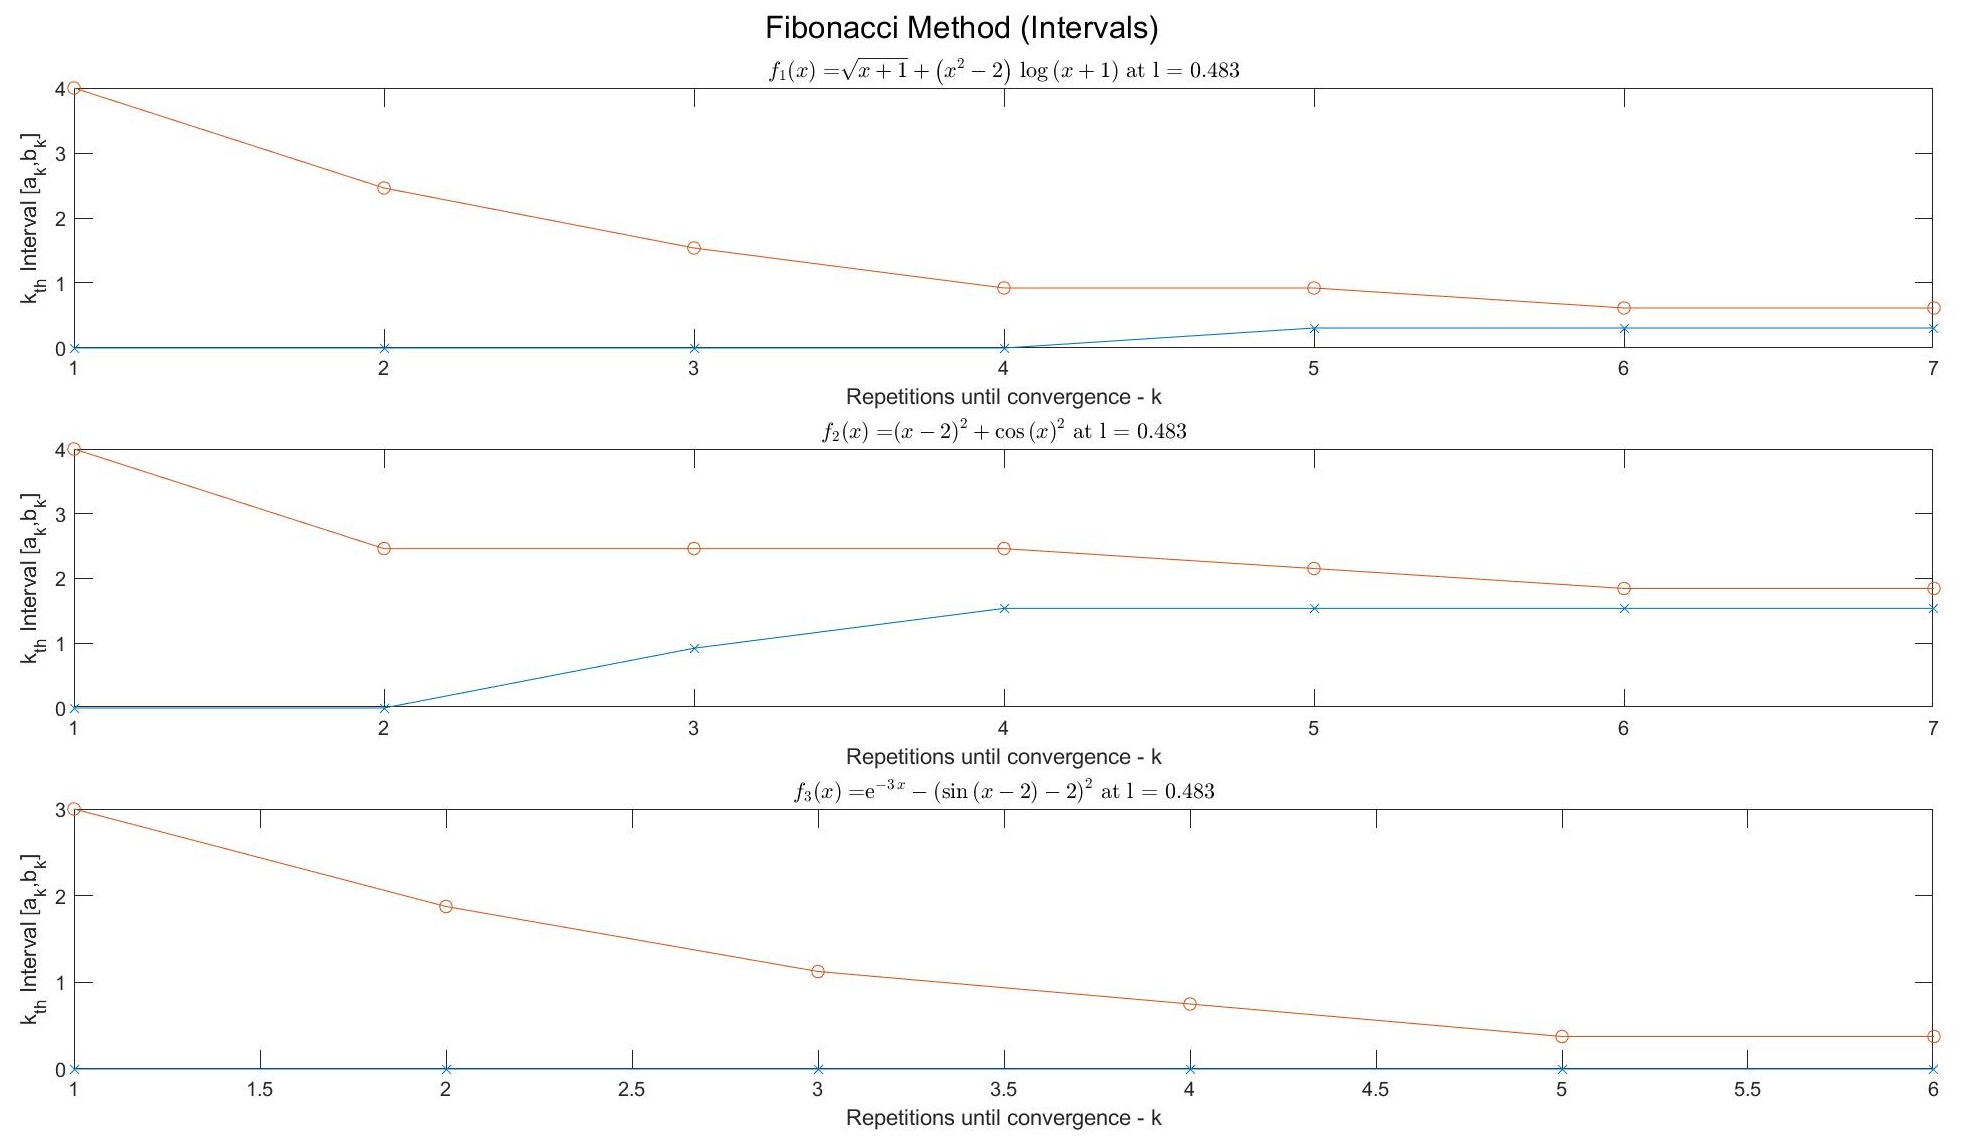 Fibonacci Method (Intervals)
f₁(x) =√(x + 1) + (x² − 2) log (x + 1) at l = 0.483
4
3
2
1
0
k_th Interval [a_k,b_k]
1 2 3 4 5 6 7
Repetitions until convergence - k
f₂(x) =(x − 2)² + cos (x)² at l = 0.483
4
3
2
1
0
k_th Interval [a_k,b_k]
1 2 3 4 5 6 7
Repetitions until convergence - k
f₃(x) =e⁻³ˣ − (sin (x − 2) − 2)² at l = 0.483
3
2
1
0
k_th Interval [a_k,b_k]
1 1.5 2 2.5 3 3.5 4 4.5 5 5.5 6
Repetitions until convergence - k